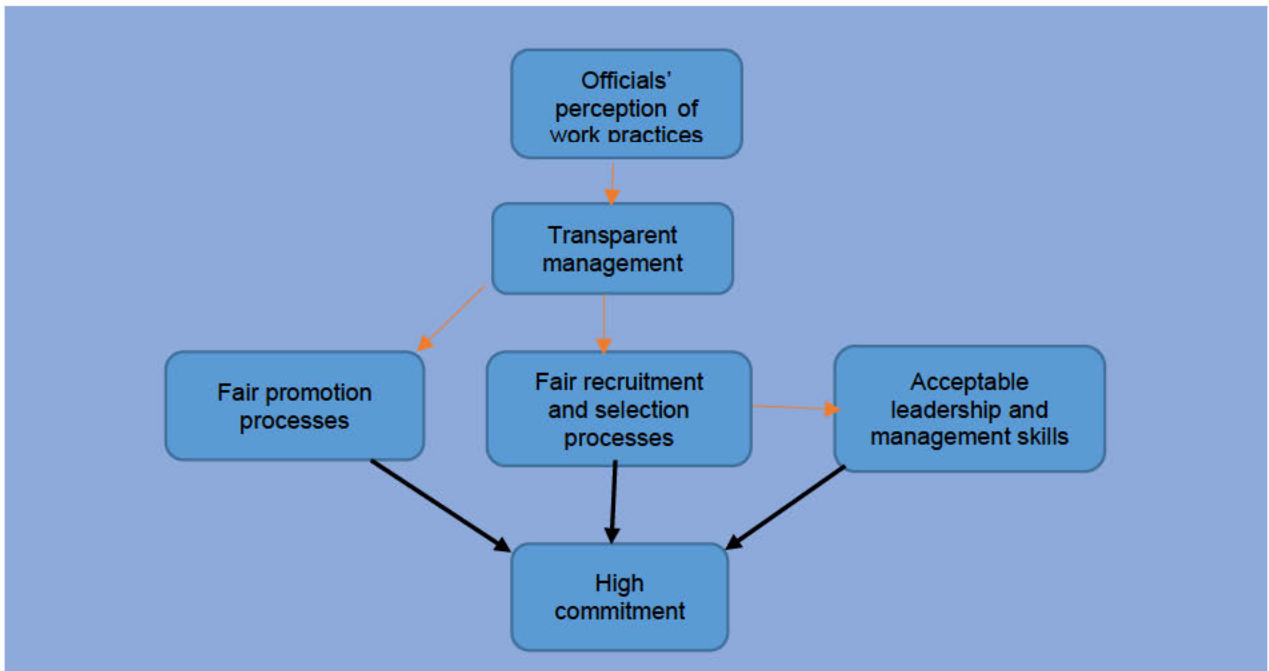 Officials’
perception of
work practices
Transparent
management
Fair promotion
processes
Fair recruitment
and selection
processes
Acceptable
leadership and
management skills
High
commitment